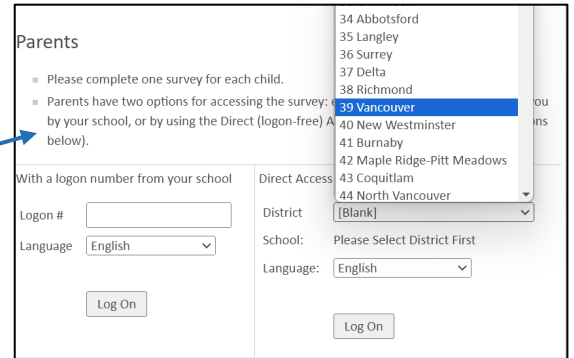 Parents
Please complete one survey for each child.
Parents have two options for accessing the survey: ou
by your school, or by using the Direct (logon-free) A ns
below).
34 Abbotsford
35 Langley
36 Surrey
37 Delta
38 Richmond
39 Vancouver
40 New Westminster
41 Burnaby
42 Maple Ridge-Pitt Meadows
43 Coquitlam
44 North Vancouver
With a logon number from your school
Logon #
Language English
Log On
Direct Access
District [Blank]
School: Please Select District First
Language: English
Log On